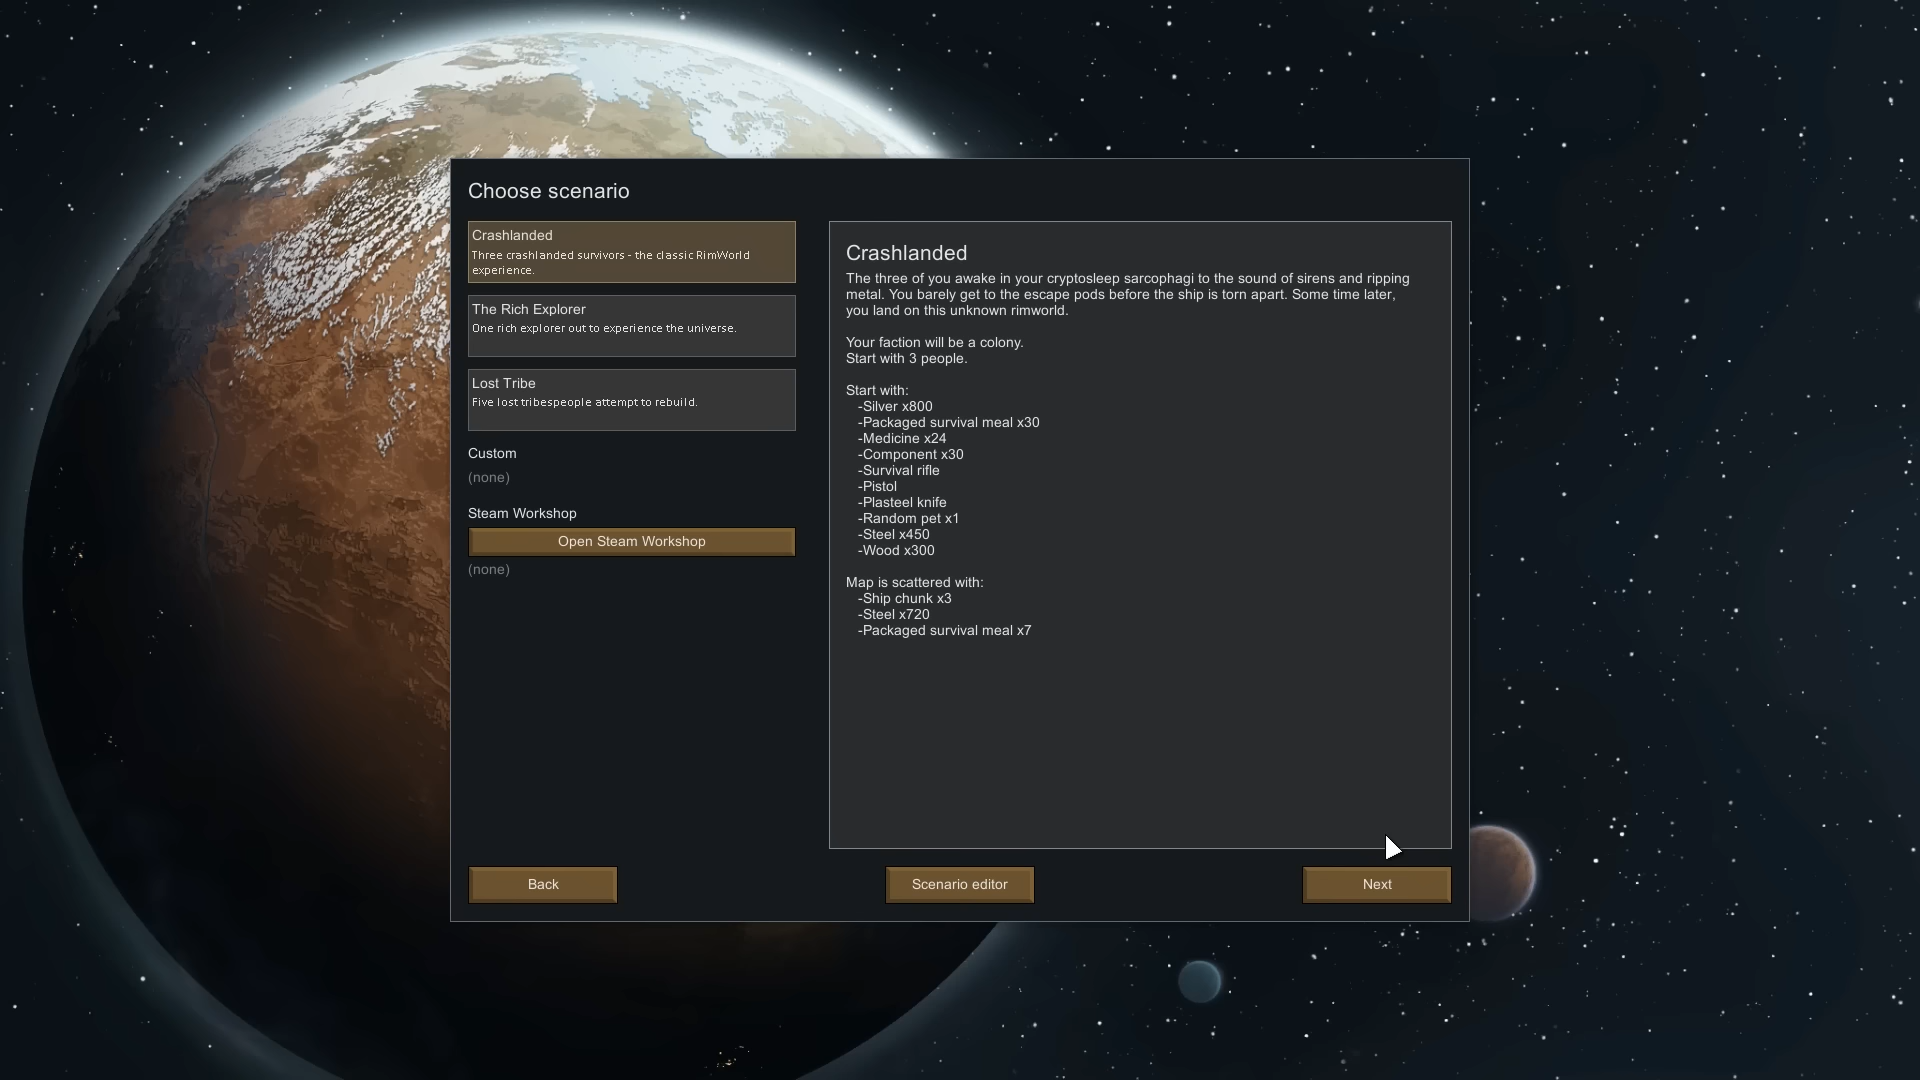 Choose scenario
Crashlanded
Three crashlanded survivors - the classic RimWorld
experience.
The Rich Explorer
One rich explorer out to experience the universe.
Lost Tribe
Five lost tribespeople attempt to rebuild.
Custom
(none)
Steam Workshop
Open Steam Workshop
(none)
Crashlanded
The three of you awake in your cryptosleep sarcophagi to the sound of sirens and ripping
metal. You barely get to the escape pods before the ship is torn apart. Some time later,
you land on this unknown rimworld.
Your faction will be a colony.
Start with 3 people.
Start with:
-Silver x800
-Packaged survival meal x30
-Medicine x24
-Component x30
-Survival rifle
-Pistol
-Plasteel knife
-Random pet x1
-Steel x450
-Wood x300
Map is scattered with:
-Ship chunk x3
-Steel x720
-Packaged survival meal x7
Back
Scenario editor
Next